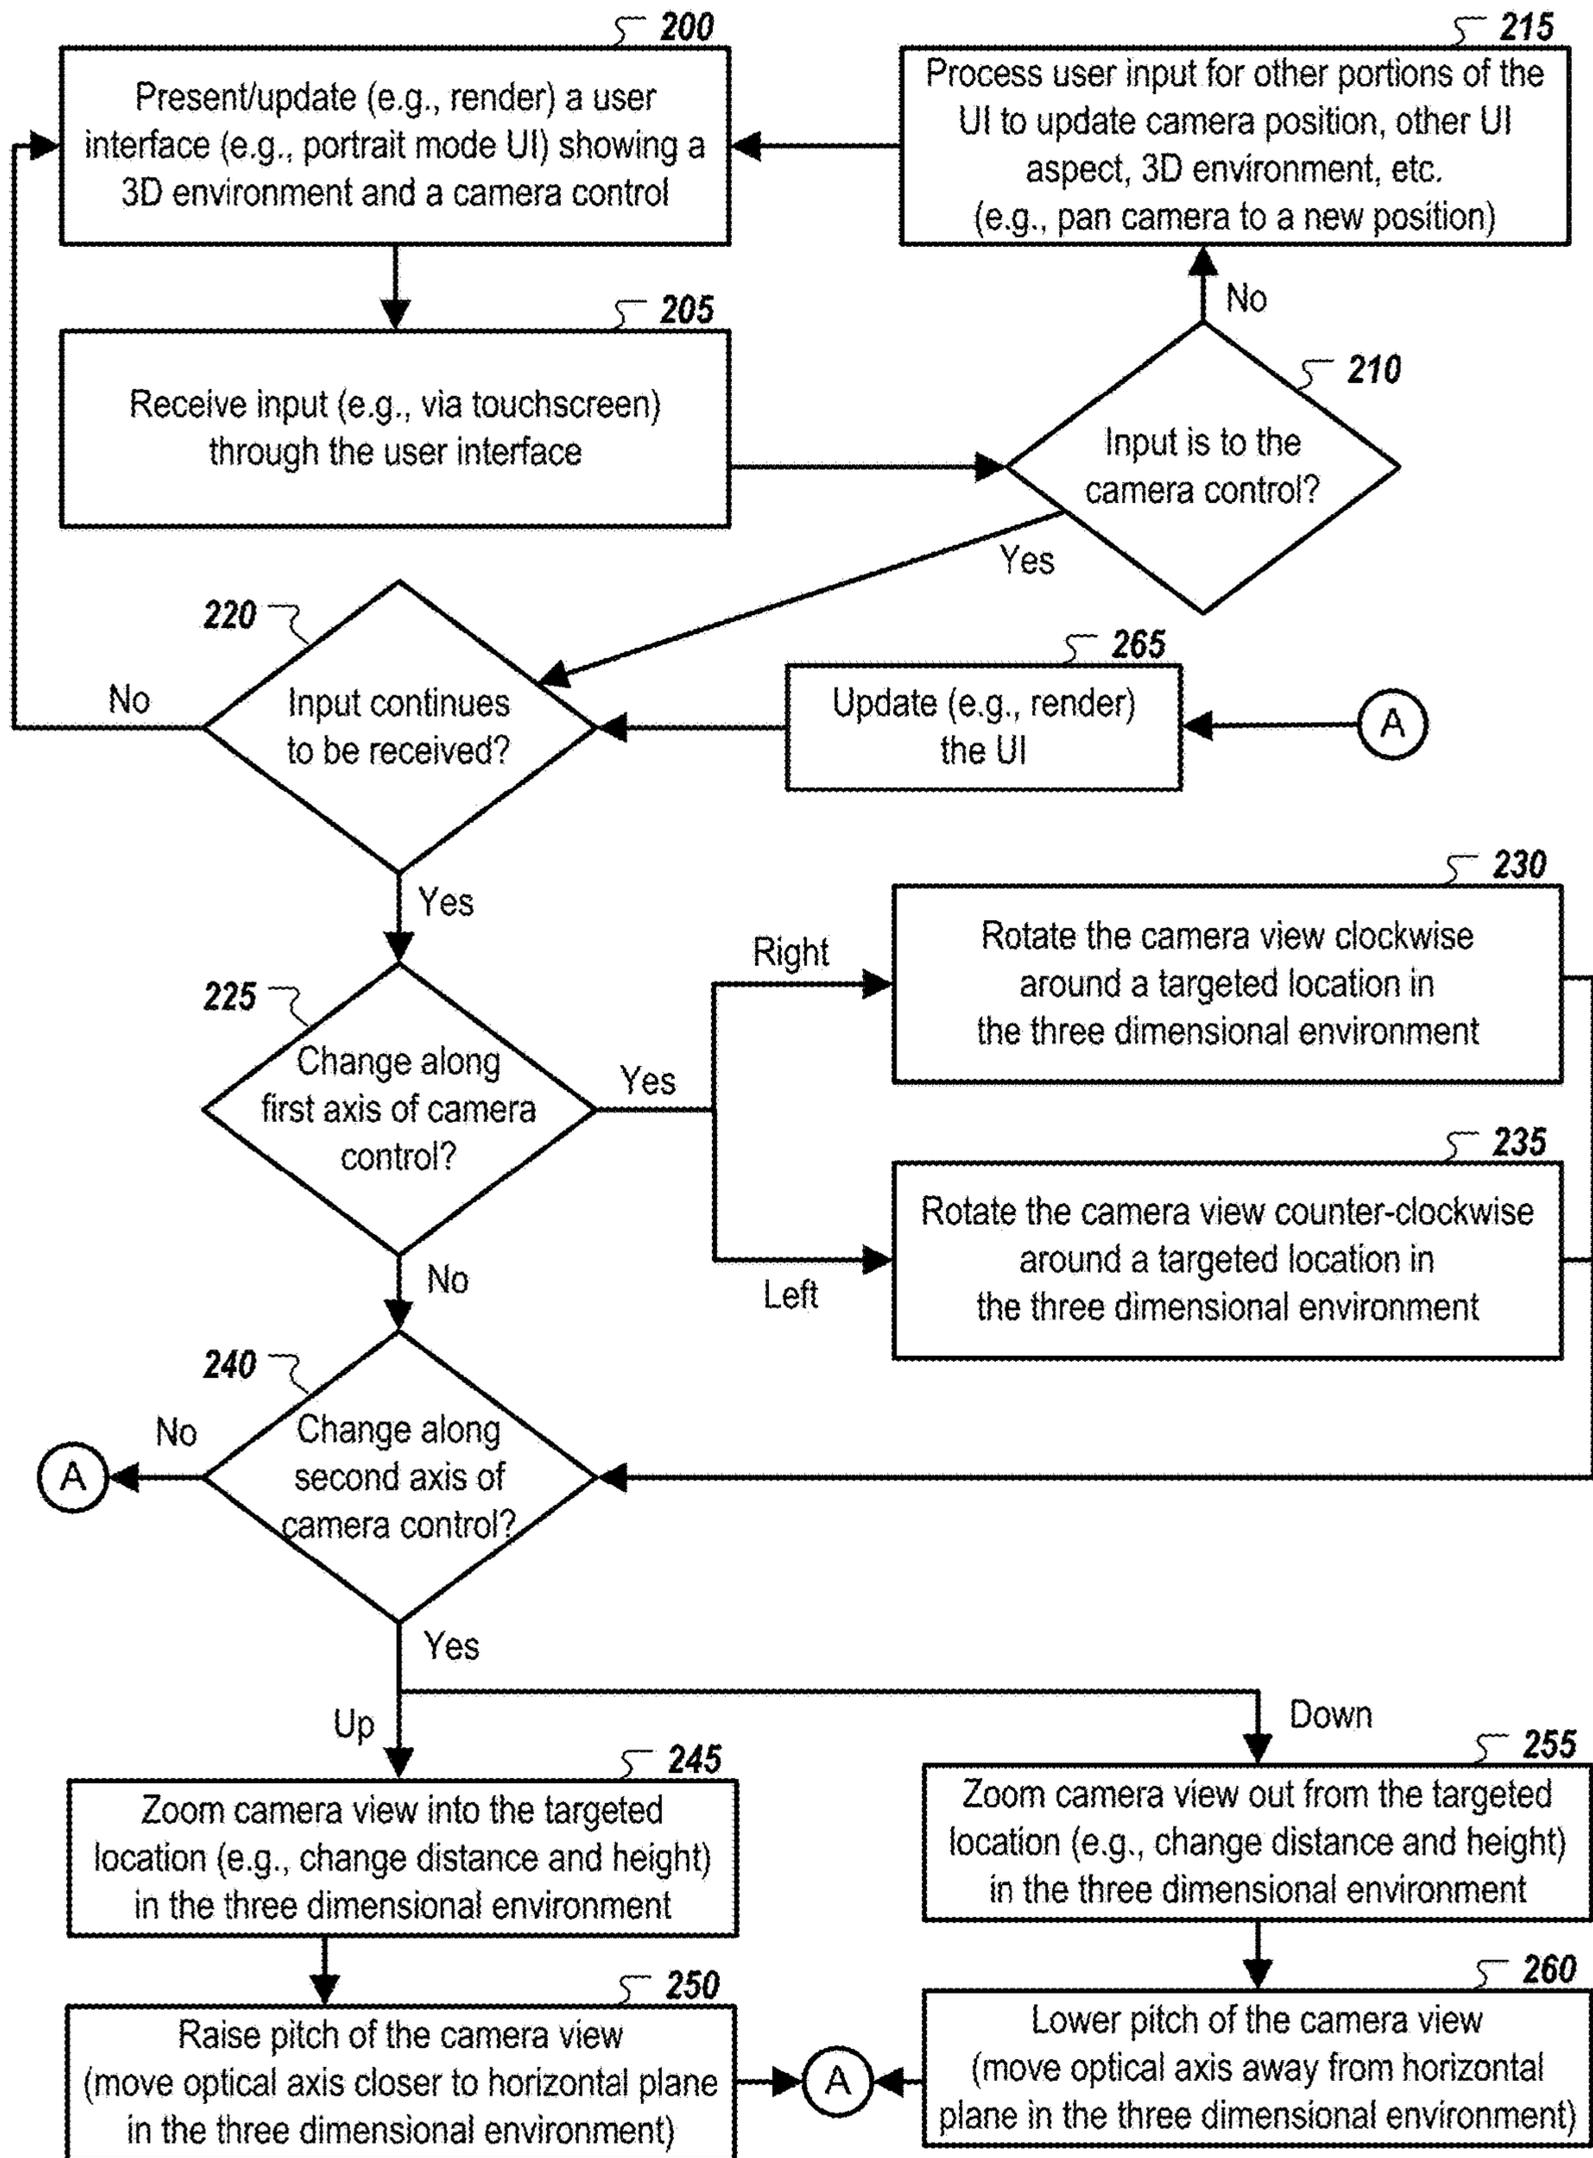 200
Present/update (e.g., render) a user
interface (e.g., portrait mode UI) showing a
3D environment and a camera control
215
Process user input for other portions of the
UI to update camera position, other UI
aspect, 3D environment, etc.
(e.g., pan camera to a new position)
No
205
Receive input (e.g., via touchscreen)
through the user interface
210
Input is to the
camera control?
Yes
220
Input continues
to be received?
No
265
Update (e.g., render)
the UI
A
Yes
225
Change along
first axis of camera
control?
Yes
Right
230
Rotate the camera view clockwise
around a targeted location in
the three dimensional environment
Left
235
Rotate the camera view counter-clockwise
around a targeted location in
the three dimensional environment
No
240
Change along
second axis of
camera control?
No
A
Yes
Up
Down
245
Zoom camera view into the targeted
location (e.g., change distance and height)
in the three dimensional environment
255
Zoom camera view out from the targeted
location (e.g., change distance and height)
in the three dimensional environment
250
Raise pitch of the camera view
(move optical axis closer to horizontal plane
in the three dimensional environment)
A
260
Lower pitch of the camera view
(move optical axis away from horizontal
plane in the three dimensional environment)